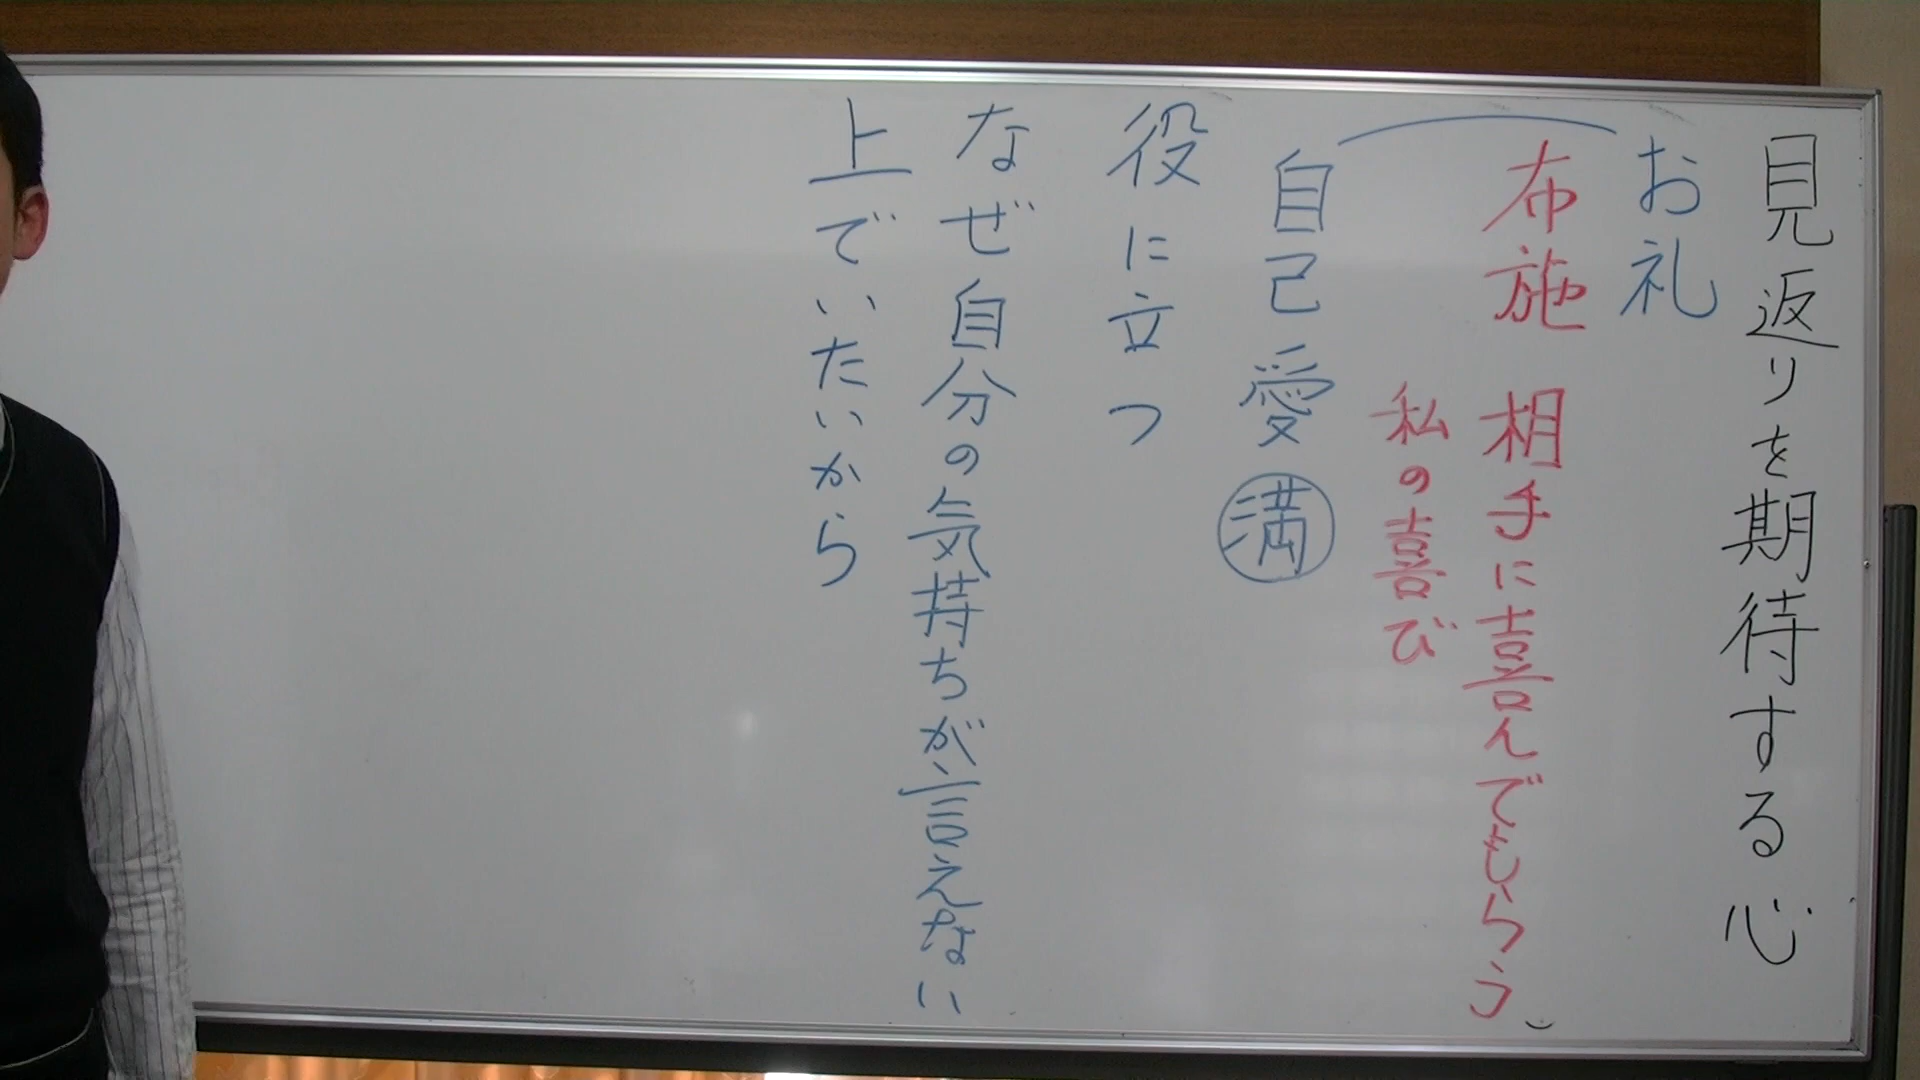 見返りを期待する心
お礼
布施 相手に喜んでもらう
私の喜び
自己愛 満
役に立つ
なぜ自分の気持ちが言えない
上でいたいから